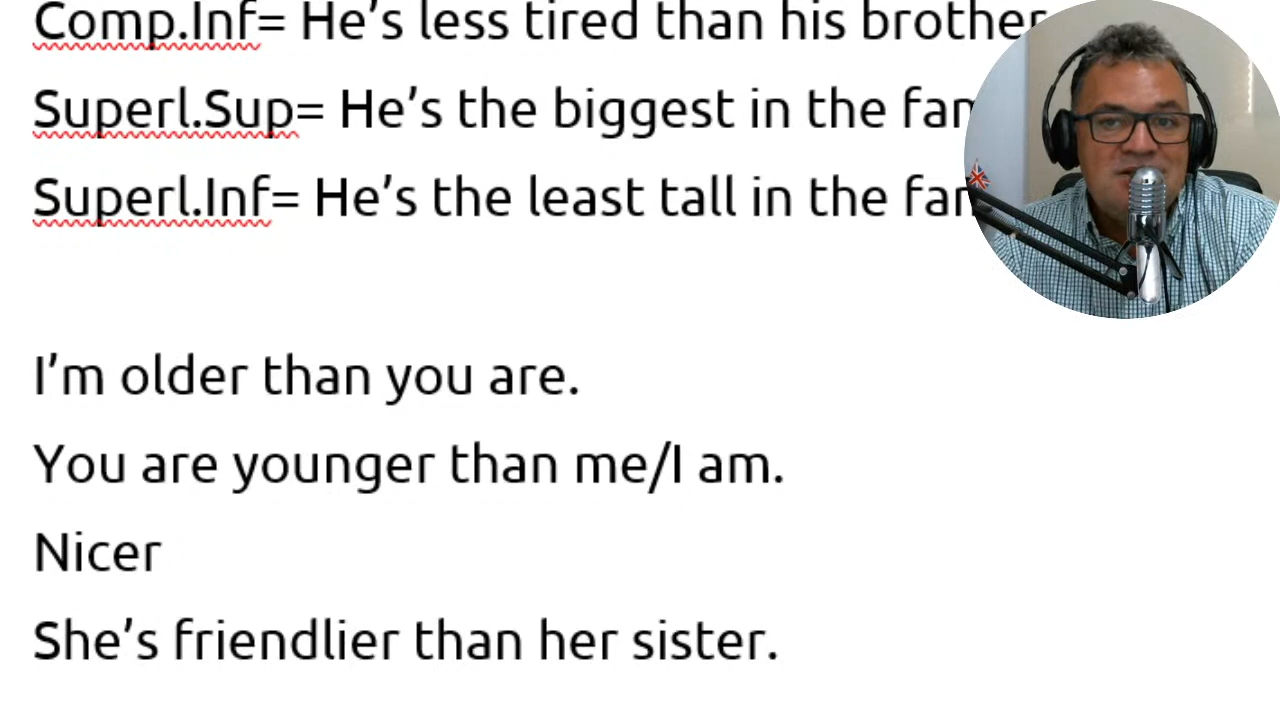 Comp.Inf= He’s less tired than his brother
Superl.Sup= He’s the biggest in the
Superl.Inf= He’s the least tall in the
I’m older than you are.
You are younger than me/I am.
Nicer
She’s friendlier than her sister.